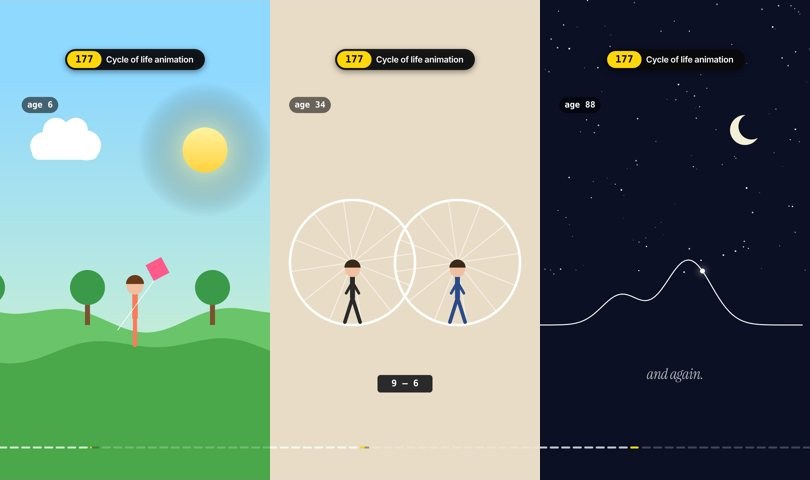 177 Cycle of life animation
age 6
177 Cycle of life animation
age 34
9 – 6
177 Cycle of life animation
age 88
and again.